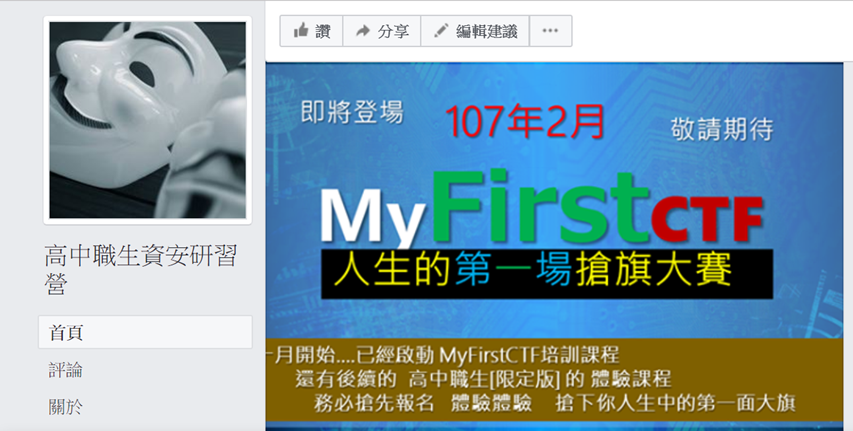 讚
分享
編輯建議
即將登場
107年2月
敬請期待
MyFirstCTF
人生的第一場搶旗大賽
高中職生資安研習
營
首頁
評論
關於
一月開始....已經啟動 MyFirstCTF培訓課程
還有後續的 高中職生[限定版] 的 體驗課程
務必搶先報名 體驗體驗 搶下你人生中的第一面大旗